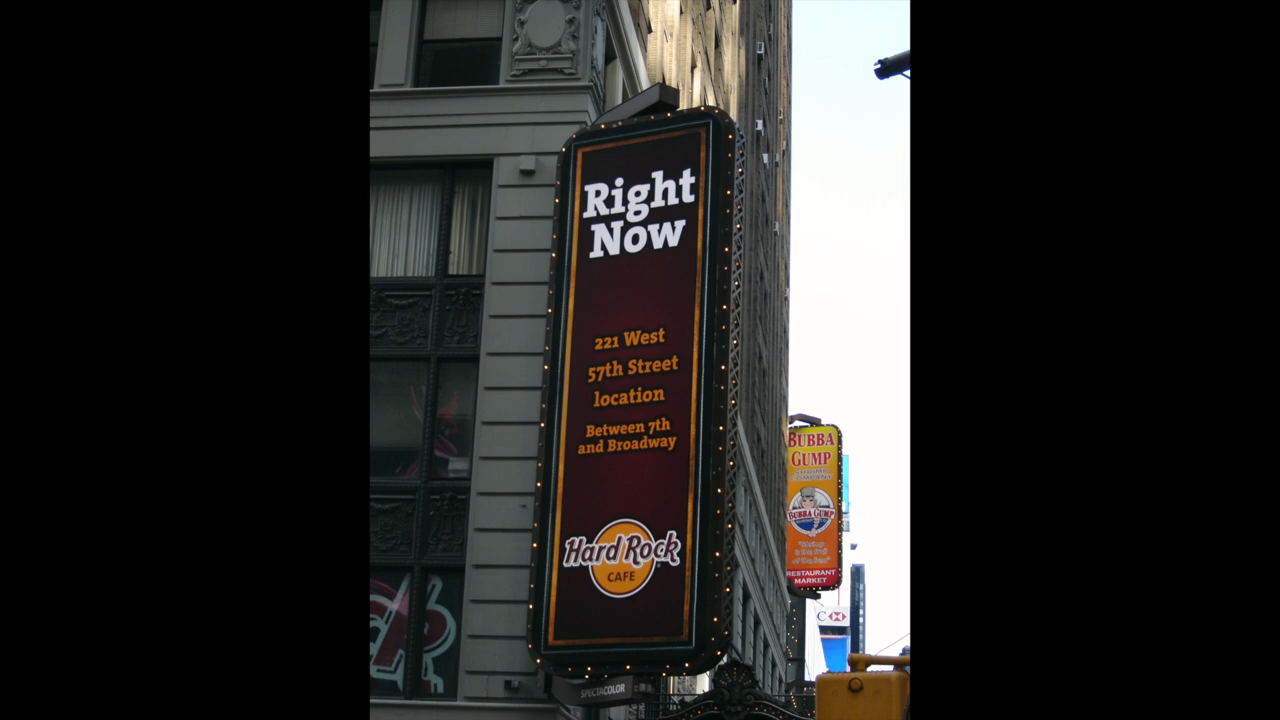 Right
Now
221 West
57th Street
location
Between 7th
and Broadway
Hard Rock
CAFE
SPECTACOLOR
BUBBA
GUMP
BUBBA GUMP
RESTAURANT
MARKET
C